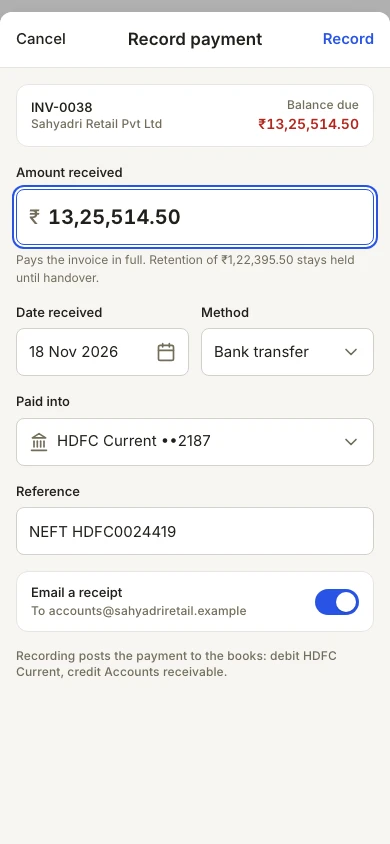 Cancel
Record payment
Record
INV-0038
Balance due
Sahyadri Retail Pvt Ltd
₹13,25,514.50
Amount received
₹ 13,25,514.50
Pays the invoice in full. Retention of ₹1,22,395.50 stays held
until handover.
Date received
Method
18 Nov 2026
Bank transfer
Paid into
HDFC Current ••2187
Reference
NEFT HDFC0024419
Email a receipt
To accounts@sahyadriretail.example
Recording posts the payment to the books: debit HDFC
Current, credit Accounts receivable.